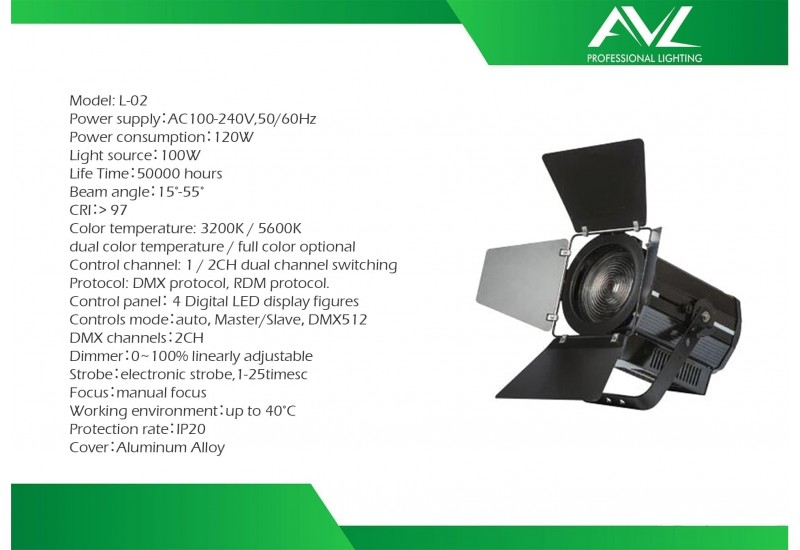 AVL
PROFESSIONAL LIGHTING
Model: L-02
Power supply：AC100-240V,50/60Hz
Power consumption：120W
Light source：100W
Life Time：50000 hours
Beam angle：15°-55°
CRI：> 97
Color temperature: 3200K / 5600K
dual color temperature / full color optional
Control channel: 1 / 2CH dual channel switching
Protocol: DMX protocol, RDM protocol.
Control panel： 4 Digital LED display figures
Controls mode：auto, Master/Slave, DMX512
DMX channels：2CH
Dimmer：0~100% linearly adjustable
Strobe：electronic strobe,1-25timesc
Focus：manual focus
Working environment：up to 40°C
Protection rate：IP20
Cover：Aluminum Alloy